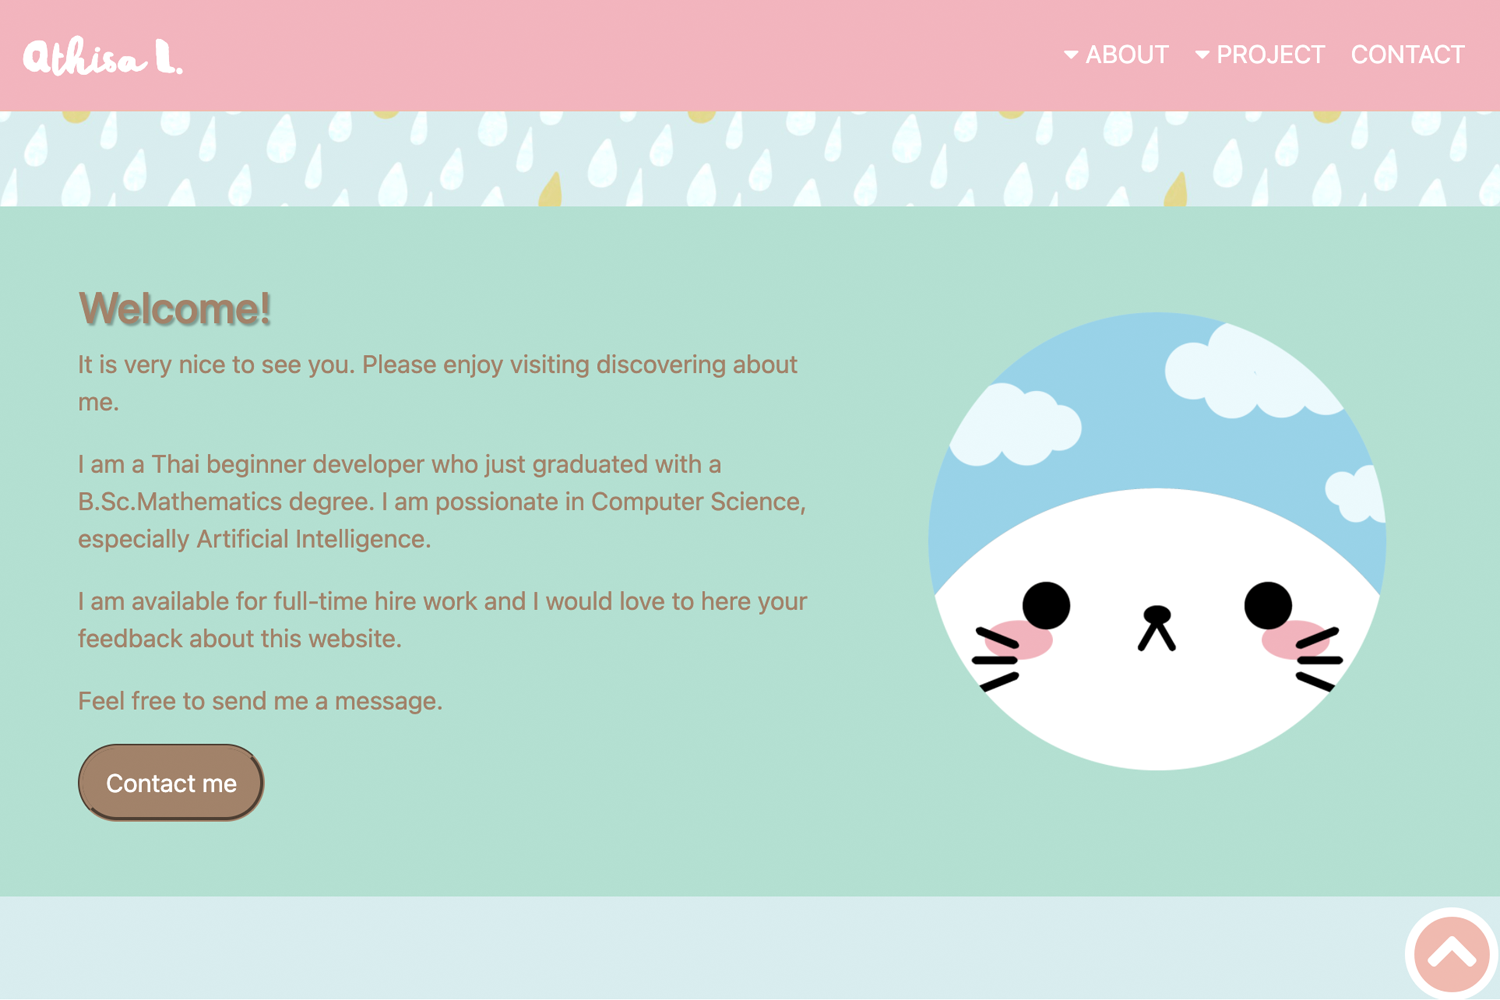 Athisa L.
ABOUT
PROJECT
CONTACT
Welcome!
It is very nice to see you. Please enjoy visiting discovering about
me.
I am a Thai beginner developer who just graduated with a
B.Sc.Mathematics degree. I am possionate in Computer Science,
especially Artificial Intelligence.
I am available for full-time hire work and I would love to here your
feedback about this website.
Feel free to send me a message.
Contact me